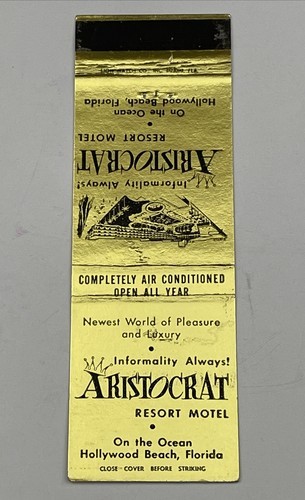 On the Ocean
Hollywood Beach, Florida
•
RESORT MOTEL
ARISTOCRAT
Informality Always!
COMPLETELY AIR CONDITIONED
OPEN ALL YEAR
Newest World of Pleasure
and Luxury
•
Informality Always!
ARISTOCRAT
RESORT MOTEL
•
On the Ocean
Hollywood Beach, Florida
CLOSE COVER BEFORE STRIKING